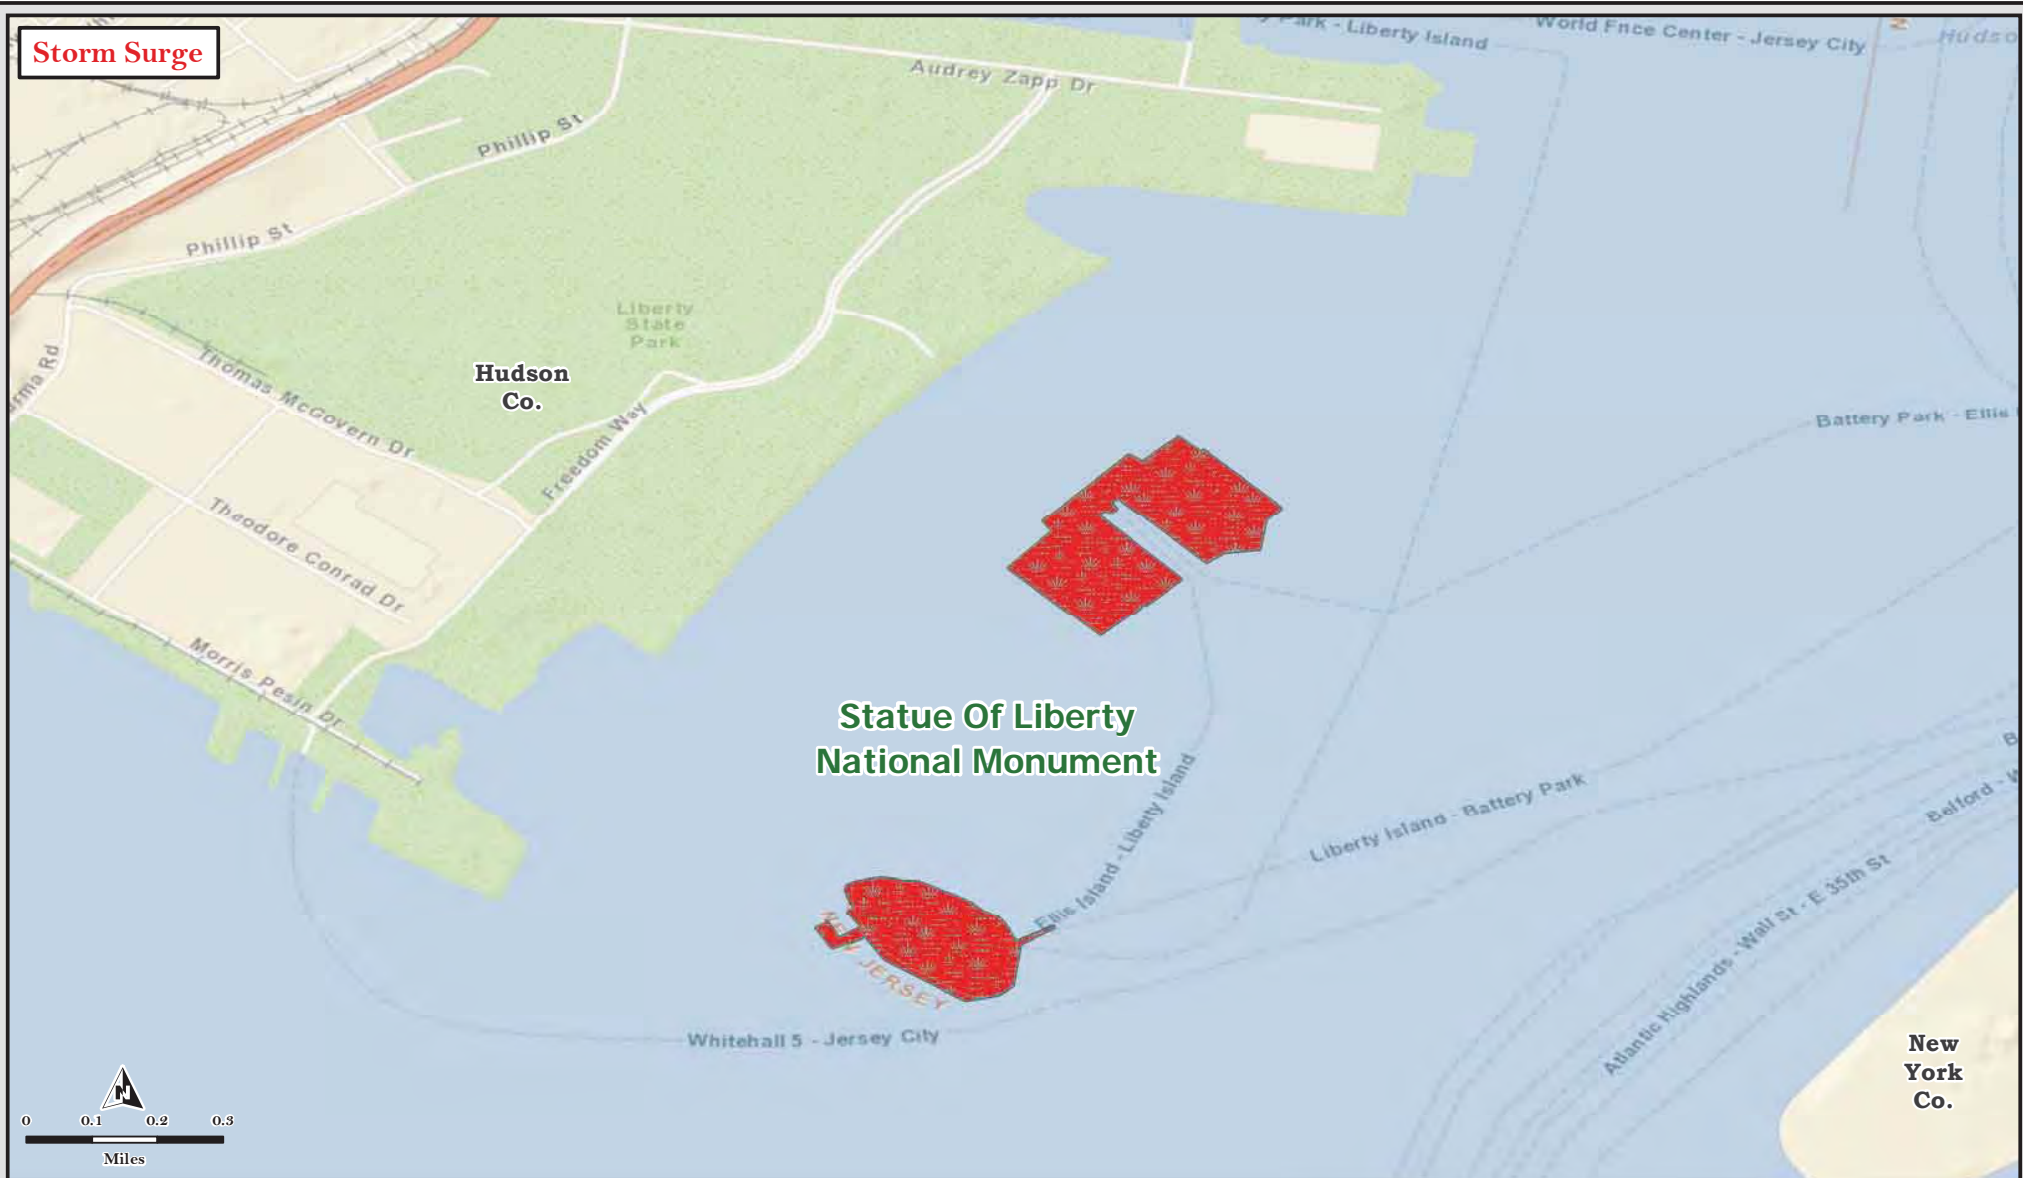 Storm Surge
Park - Liberty Island
World Price Center - Jersey City
Audrey Zapp Dr
Phillip St
Phillip St
Liberty
State
Park
Hudson
Co.
Thomas McGovern Dr
Freedom Way
Battery Park - Ellis
Theodore Conrad Dr
Morris Pesin Dr
Statue Of Liberty
National Monument
Ellis Island - Liberty Island
Liberty Island - Battery Park
Belford -
Atlantic Highlands - Wall St - E 35th St
NEW JERSEY
Whitehall 5 - Jersey City
New
York
Co.
N
0 0.1 0.2 0.3
Miles